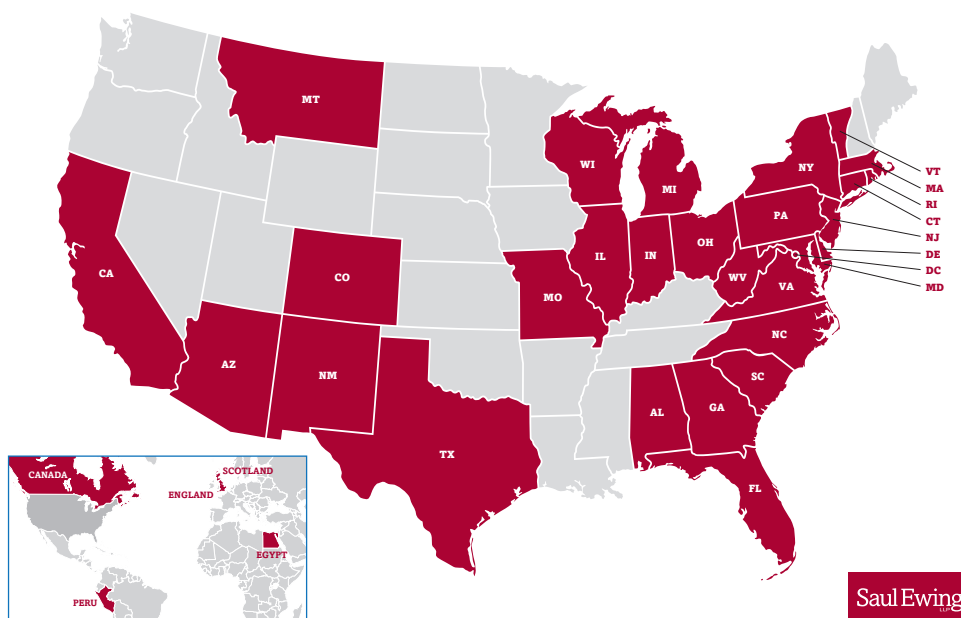 MT
WI
MI
NY
VT
MA
RI
CT
NJ
DE
DC
MD
PA
OH
IN
IL
WV
VA
CA
CO
MO
NC
AZ
NM
SC
GA
AL
TX
FL
CANADA
SCOTLAND
ENGLAND
EGYPT
PERU
Saul Ewing
LLP